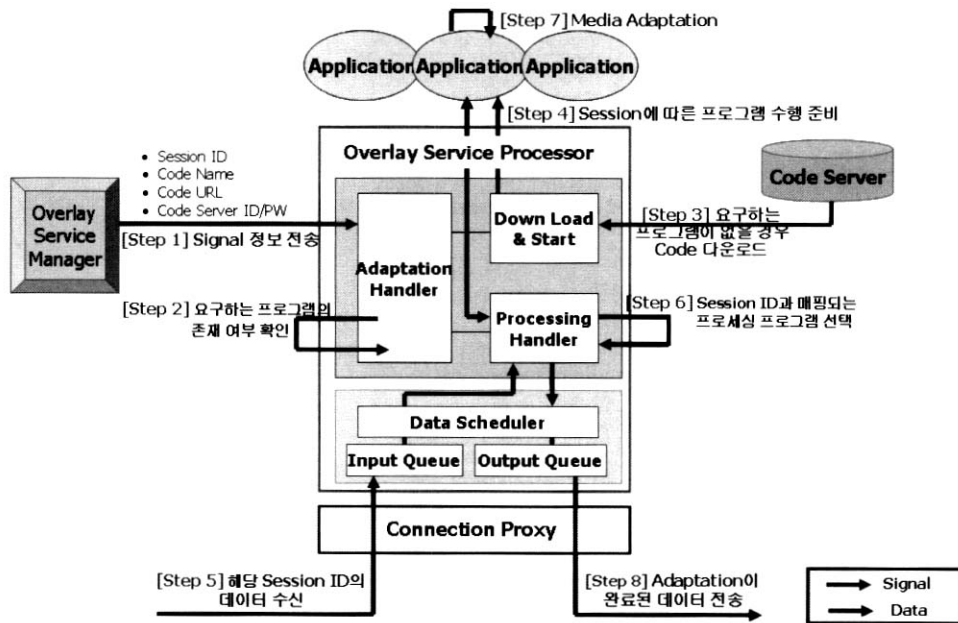 [Step 7] Media Adaptation
Application
Application
Application
[Step 4] Session에 따른 프로그램 수행 준비
Overlay Service Processor
• Session ID
• Code Name
• Code URL
• Code Server ID/PW
Overlay
Service
Manager
[Step 1] Signal 정보 전송
Code Server
Down Load
& Start
[Step 3] 요구하는
프로그램이 없을 경우
Code 다운로드
Adaptation
Handler
[Step 2] 요구하는 프로그램의
존재 여부 확인
Processing
Handler
[Step 6] Session ID과 매핑되는
프로세싱 프로그램 선택
Data Scheduler
Input Queue
Output Queue
Connection Proxy
[Step 5] 해당 Session ID의
데이터 수신
[Step 8] Adaptation이
완료된 데이터 전송
Signal
Data